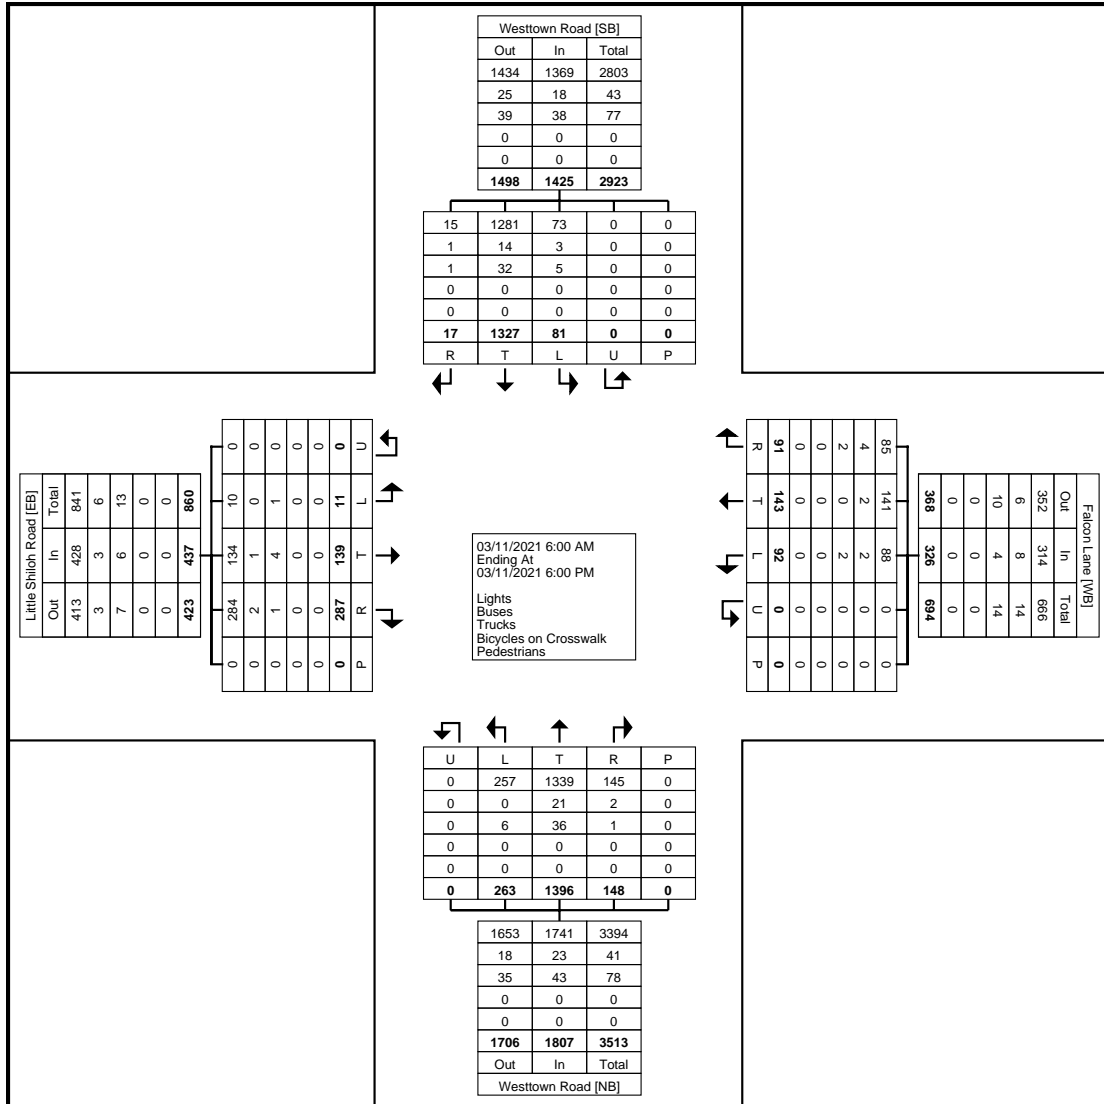 Westtown Road [SB]
Out In Total
1434 1369 2803
25 18 43
39 38 77
0 0 0
0 0 0
1498 1425 2923
15 1281 73 0 0
1 14 3 0 0
1 32 5 0 0
0 0 0 0 0
0 0 0 0 0
17 1327 81 0 0
R T L U P
Little Shiloh Road [EB]
Out In Total
413 428 841
3 3 6
7 6 13
0 0 0
0 0 0
423 437 860
0 284 134 10 0
0 2 1 0 0
0 1 4 1 0
0 0 0 0 0
0 0 0 0 0
0 287 139 11 0
P R T L U
03/11/2021 6:00 AM
Ending At
03/11/2021 6:00 PM
Lights
Buses
Trucks
Bicycles on Crosswalk
Pedestrians
Falcon Lane [WB]
Out In Total
352 314 666
6 8 14
10 4 14
0 0 0
0 0 0
368 326 694
85 141 88 0 0
4 2 2 0 0
2 0 2 0 0
0 0 0 0 0
0 0 0 0 0
91 143 92 0 0
R T L U P
U L T R P
0 257 1339 145 0
0 0 21 2 0
0 6 36 1 0
0 0 0 0 0
0 0 0 0 0
0 263 1396 148 0
1653 1741 3394
18 23 41
35 43 78
0 0 0
0 0 0
1706 1807 3513
Out In Total
Westtown Road [NB]